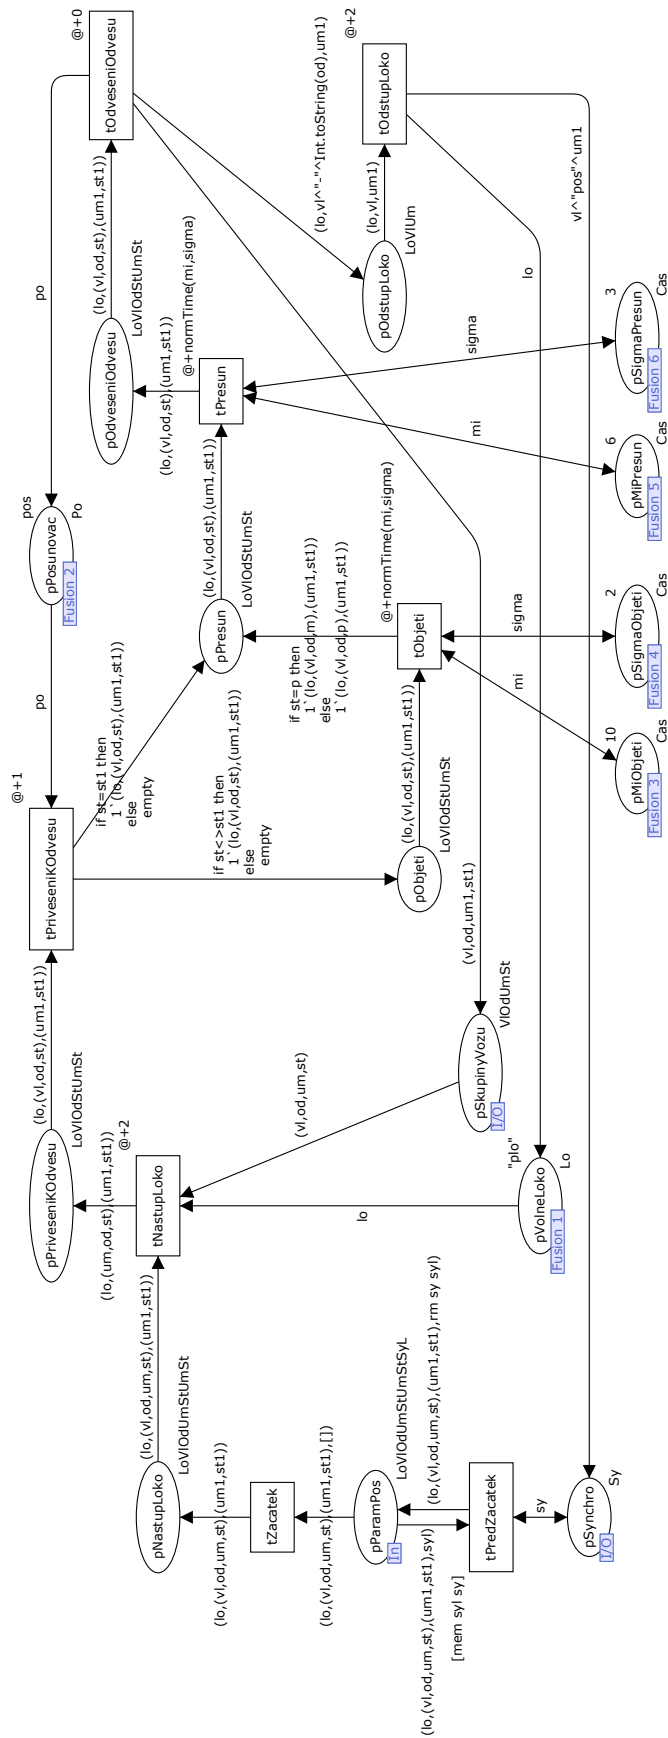 (lo,(vl,od,um,st),(um1,st1),syl)
[mem syl sy]
tPredZacatek
sy
pSynchro
I/O
Sy
(lo,(vl,od,um,st),(um1,st1),rm sy syl)
pParamPos
In
LoVlOdUmStUmStSyL
(lo,(vl,od,um,st),(um1,st1),[])
tZacatek
(lo,(vl,od,um,st),(um1,st1))
pNastupLoko
LoVlOdUmStUmSt
(lo,(vl,od,um,st),(um1,st1))
tNastupLoko
@+2
lo
pVolneLoko
Fusion 1
"plo"
Lo
(vl,od,um,st)
pSkupinyVozu
I/O
VlOdUmSt
(lo,(um,od,st),(um1,st1))
pPriveseniKOdvesu
LoVlOdStUmSt
(lo,(vl,od,st),(um1,st1))
tPriveseniKOdvesu
@+1
po
if st=st1 then
1`(lo,(vl,od,st),(um1,st1))
else
empty
if st<>st1 then
1`(lo,(vl,od,st),(um1,st1))
else
empty
pObjeti
LoVlOdStUmSt
(lo,(vl,od,st),(um1,st1))
tObjeti
@+normTime(mi,sigma)
(vl,od,um1,st1)
mi
sigma
pMiObjeti
Fusion 3
10
Cas
pSigmaObjeti
Fusion 4
2
Cas
if st=p then
1`(lo,(vl,od,m),(um1,st1))
else
1`(lo,(vl,od,p),(um1,st1))
pPresun
LoVlOdStUmSt
(lo,(vl,od,st),(um1,st1))
tPresun
@+normTime(mi,sigma)
mi
sigma
pMiPresun
Fusion 5
6
Cas
pSigmaPresun
Fusion 6
3
Cas
pPosunovac
Fusion 2
pos
Po
po
(lo,(vl,od,st),(um1,st1))
pOdveseniOdvesu
LoVlOdStUmSt
(lo,(vl,od,st),(um1,st1))
tOdveseniOdvesu
@+0
(lo,vl^"-"^Int.toString(od),um1)
pOdstupLoko
LoVlUm
(lo,vl,um1)
tOdstupLoko
@+2
lo
vl^"pos"^um1